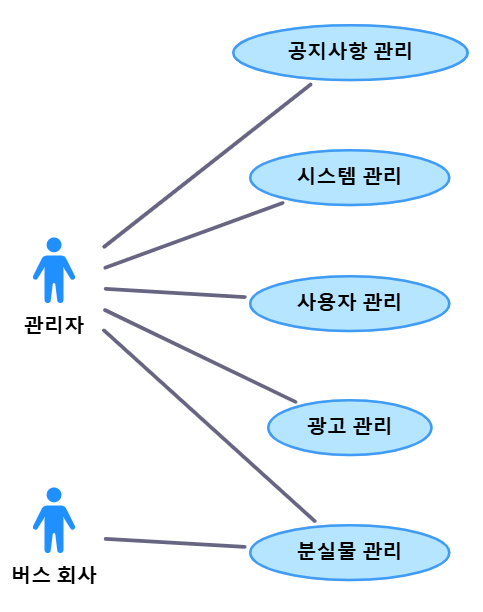 공지사항 관리
시스템 관리
사용자 관리
관리자
광고 관리
분실물 관리
버스 회사